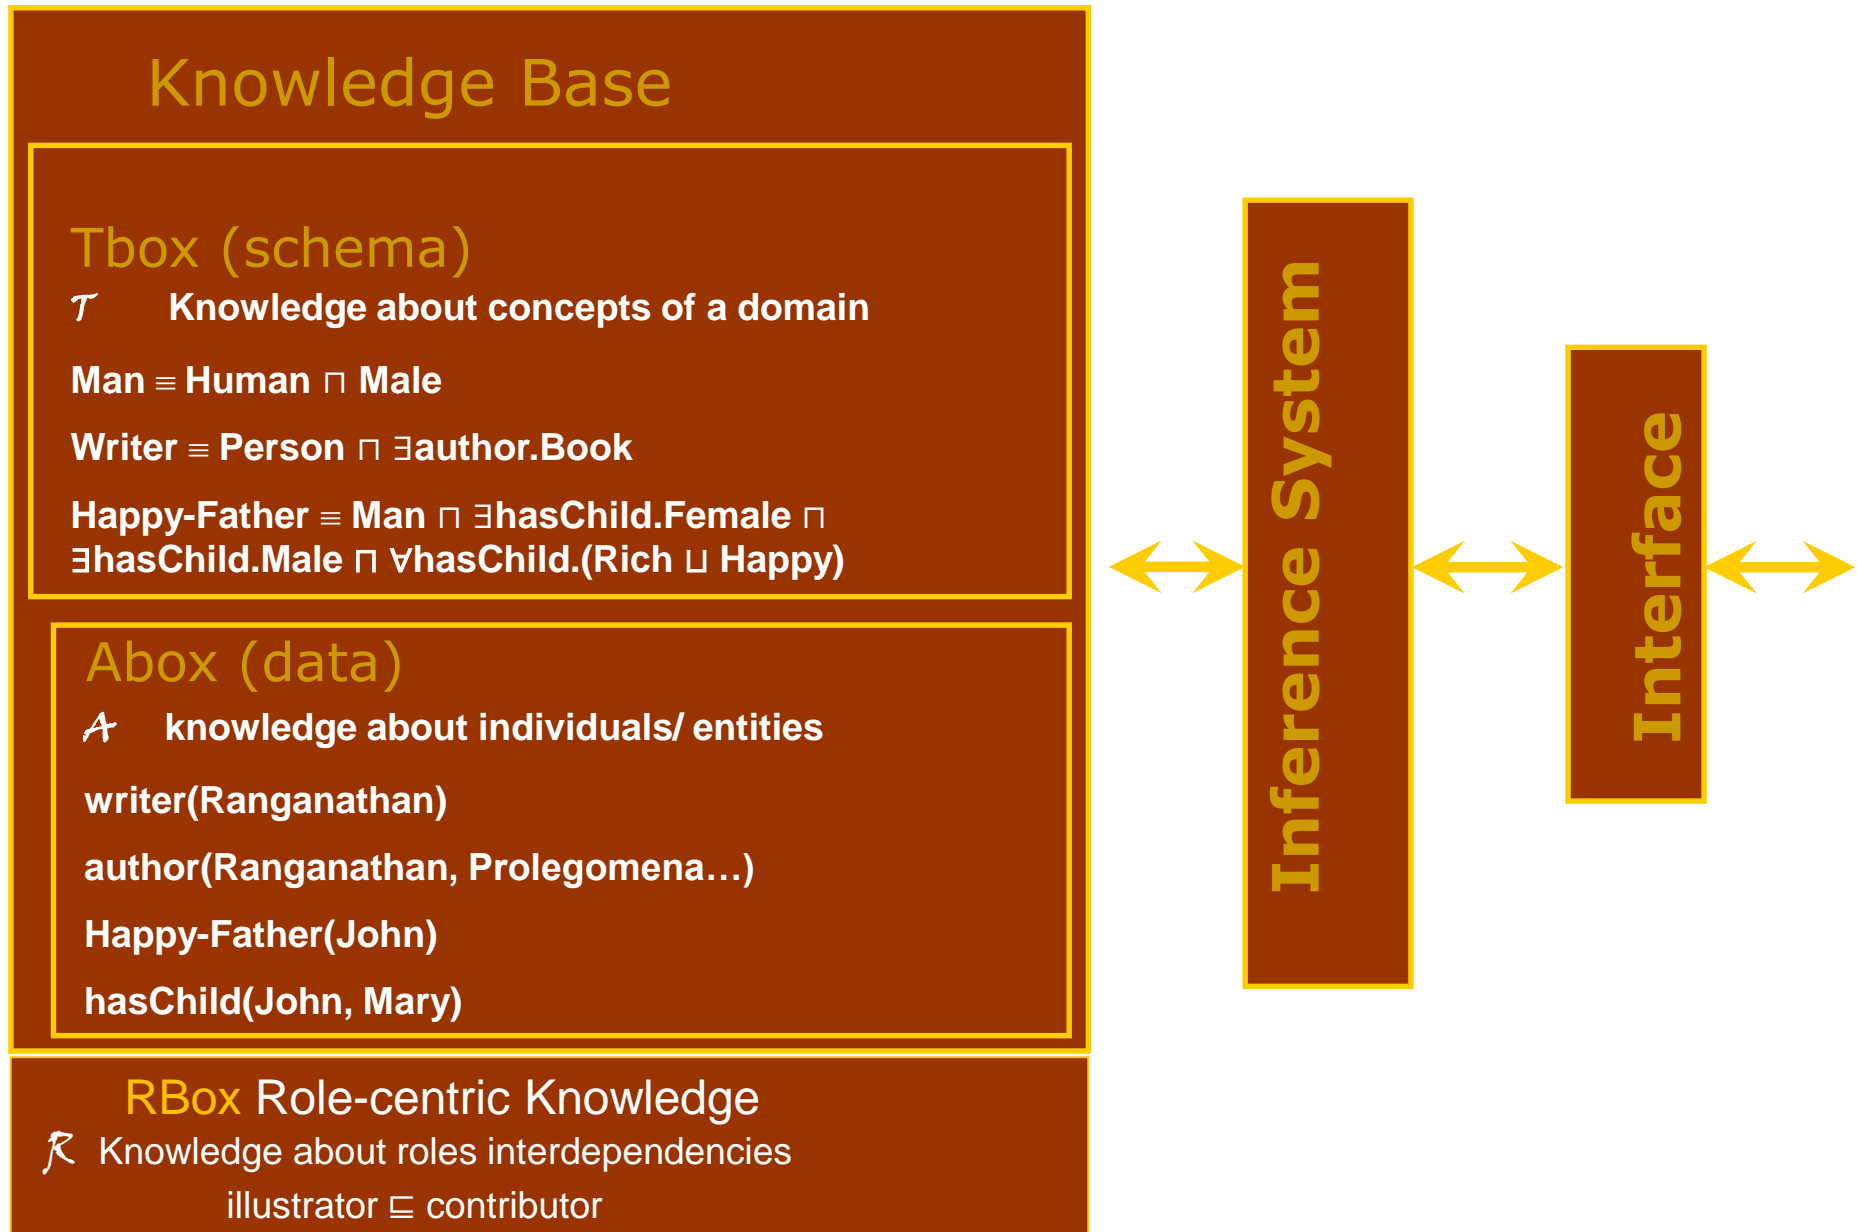 Knowledge Base
Tbox (schema)
𝒯 Knowledge about concepts of a domain
Man ≡ Human ⊓ Male
Writer ≡ Person ⊓ ∃author.Book
Happy-Father ≡ Man ⊓ ∃hasChild.Female ⊓
∃hasChild.Male ⊓ ∀hasChild.(Rich ⊔ Happy)
Abox (data)
𝒜 knowledge about individuals/ entities
writer(Ranganathan)
author(Ranganathan, Prolegomena…)
Happy-Father(John)
hasChild(John, Mary)
RBox Role-centric Knowledge
ℛ Knowledge about roles interdependencies
illustrator ⊑ contributor
Inference System
Interface